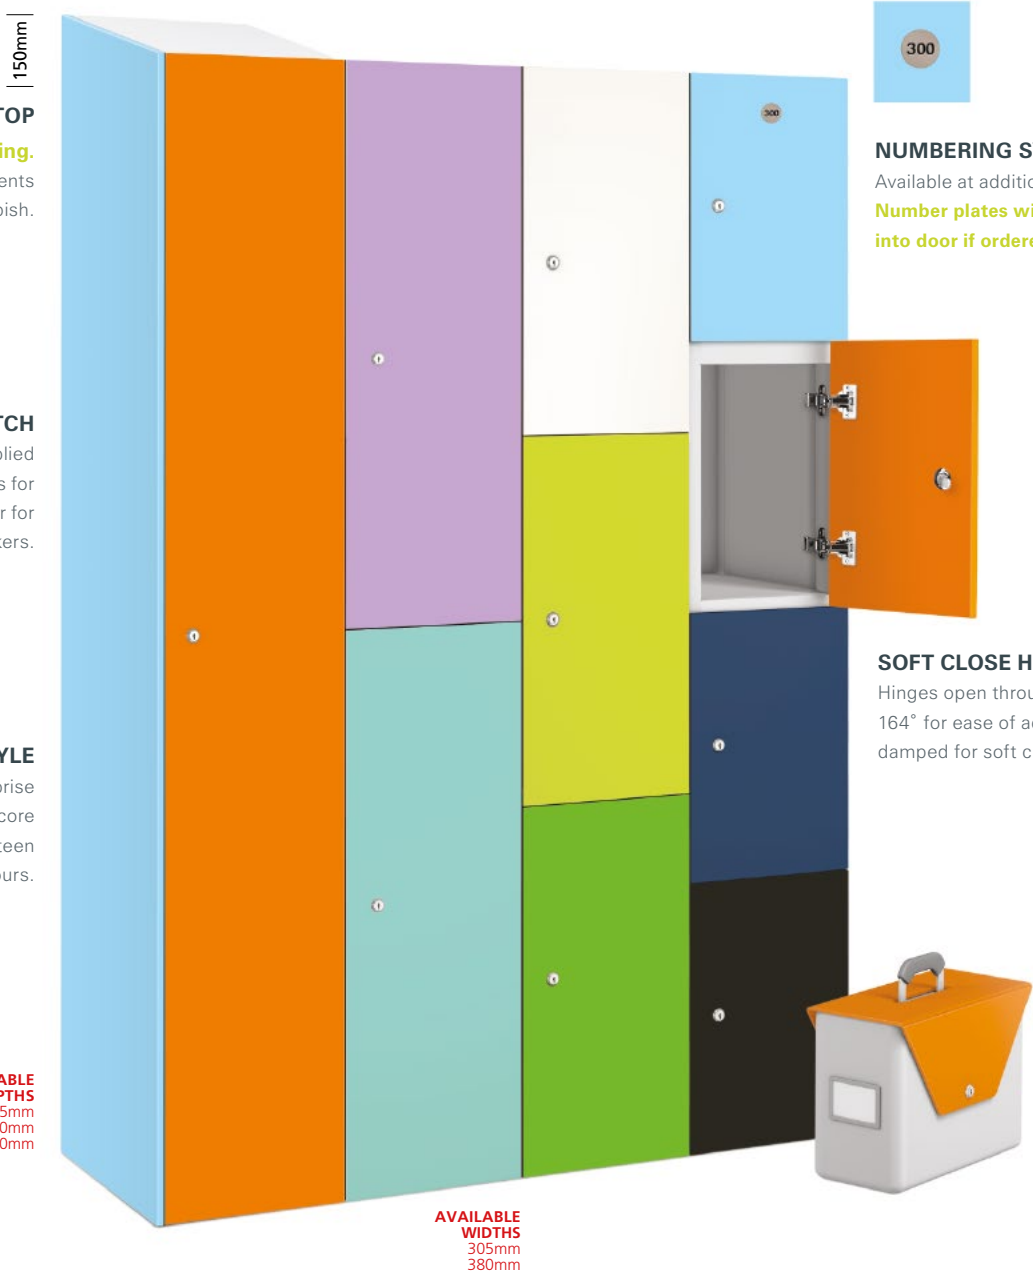 150mm
TOP
ing.
ents
bish.
TCH
plied
s for
r for
kers.
YLE
prise
core
teen
ours.
ABLE
PTHS
5mm
0mm
0mm
300
300
NUMBERING S
Available at additio
Number plates wi
into door if ordere
SOFT CLOSE H
Hinges open throu
164° for ease of a
damped for soft c
AVAILABLE
WIDTHS
305mm
380mm